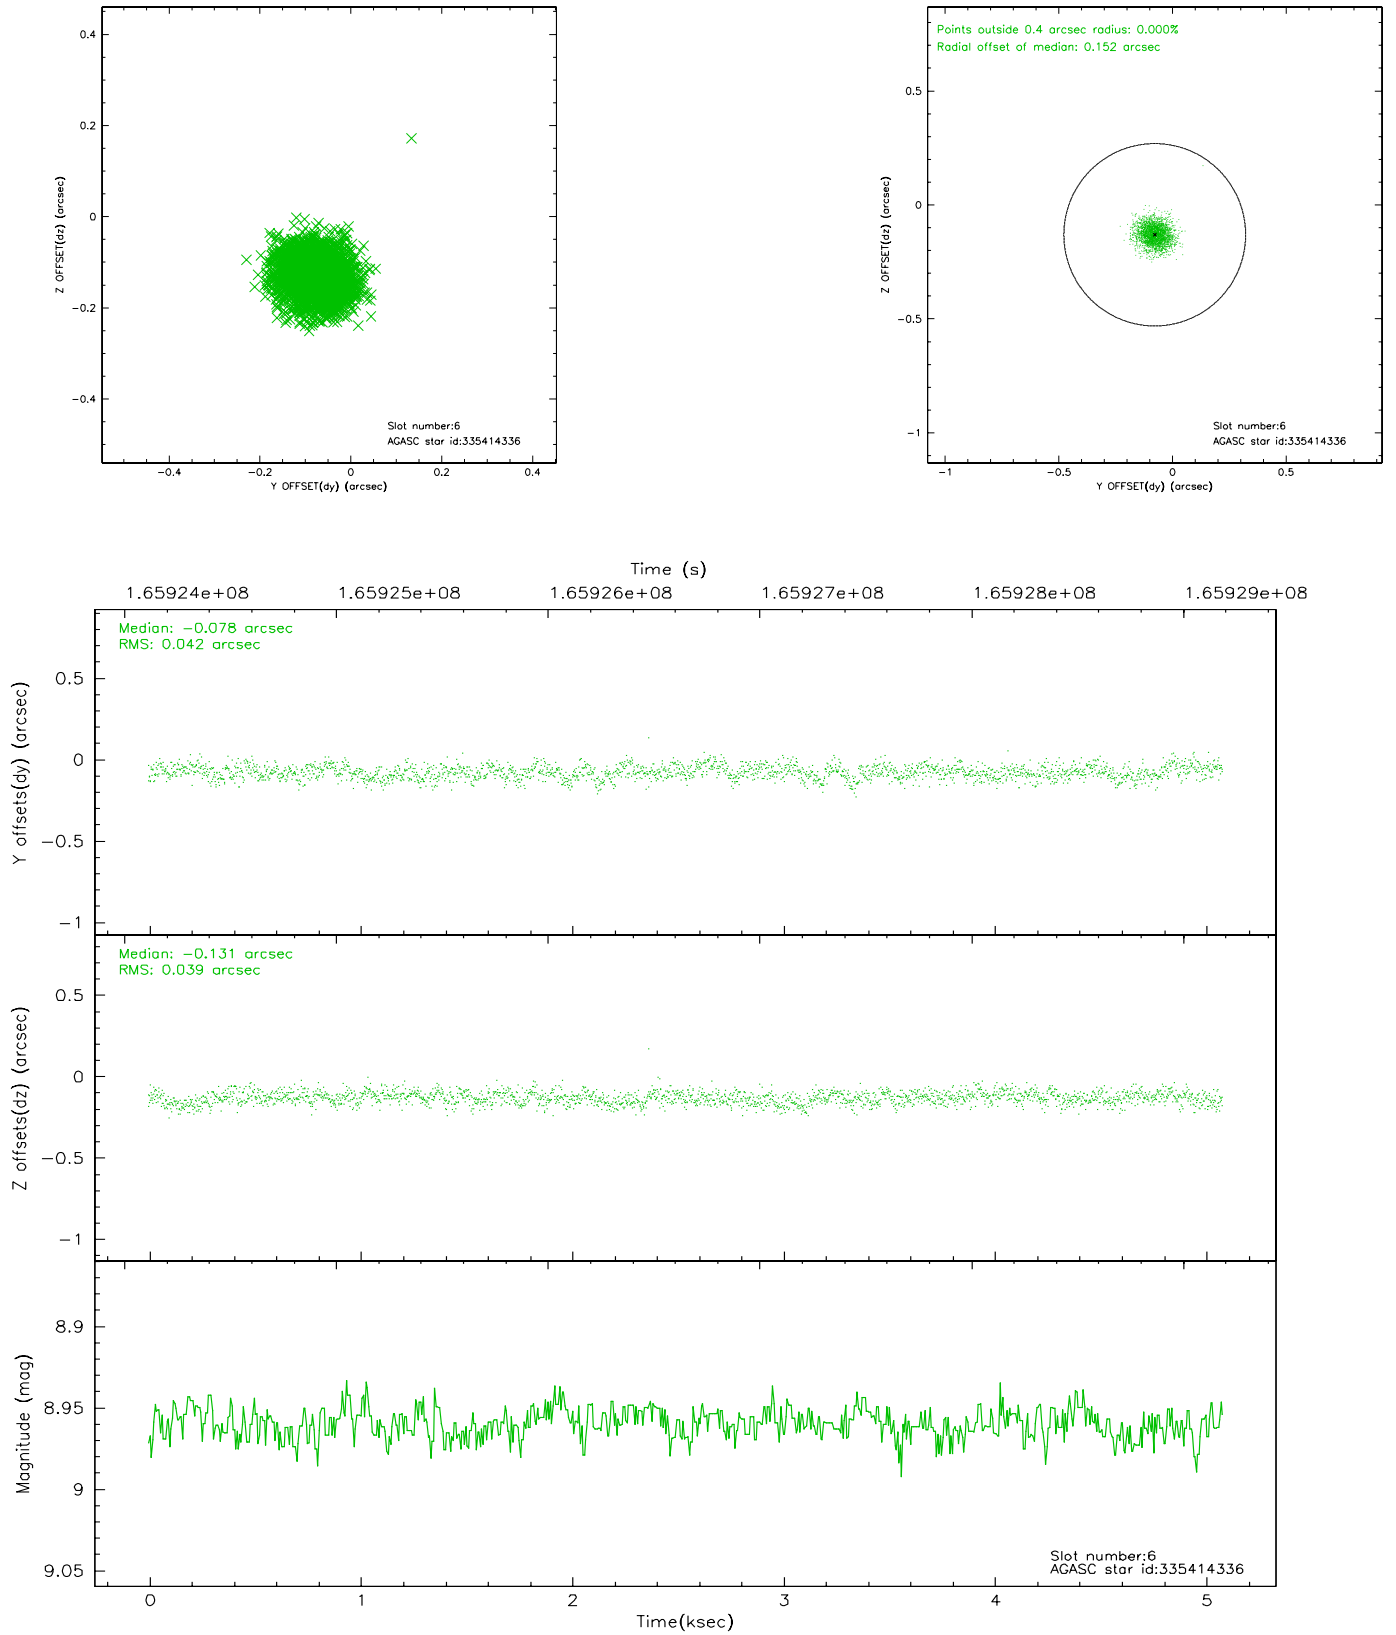 0.4
0.2
0
−0.2
−0.4
Z OFFSET(dz) (arcsec)
Slot number:6
AGASC star id:335414336
−0.4
−0.2
0
0.2
0.4
Y OFFSET(dy) (arcsec)
Points outside 0.4 arcsec radius: 0.000%
Radial offset of median: 0.152 arcsec
0.5
0
−0.5
−1
Z OFFSET(dz) (arcsec)
Slot number:6
AGASC star id:335414336
−1
−0.5
0
0.5
Y OFFSET(dy) (arcsec)
Time (s)
1.65924e+08
1.65925e+08
1.65926e+08
1.65927e+08
1.65928e+08
1.65929e+08
Median: −0.078 arcsec
RMS: 0.042 arcsec
0.5
0
−0.5
−1
Y offsets(dy) (arcsec)
Median: −0.131 arcsec
RMS: 0.039 arcsec
0.5
0
−0.5
−1
Z offsets(dz) (arcsec)
8.9
8.95
9
9.05
Magnitude (mag)
Slot number:6
AGASC star id:335414336
0
1
2
3
4
5
Time(ksec)